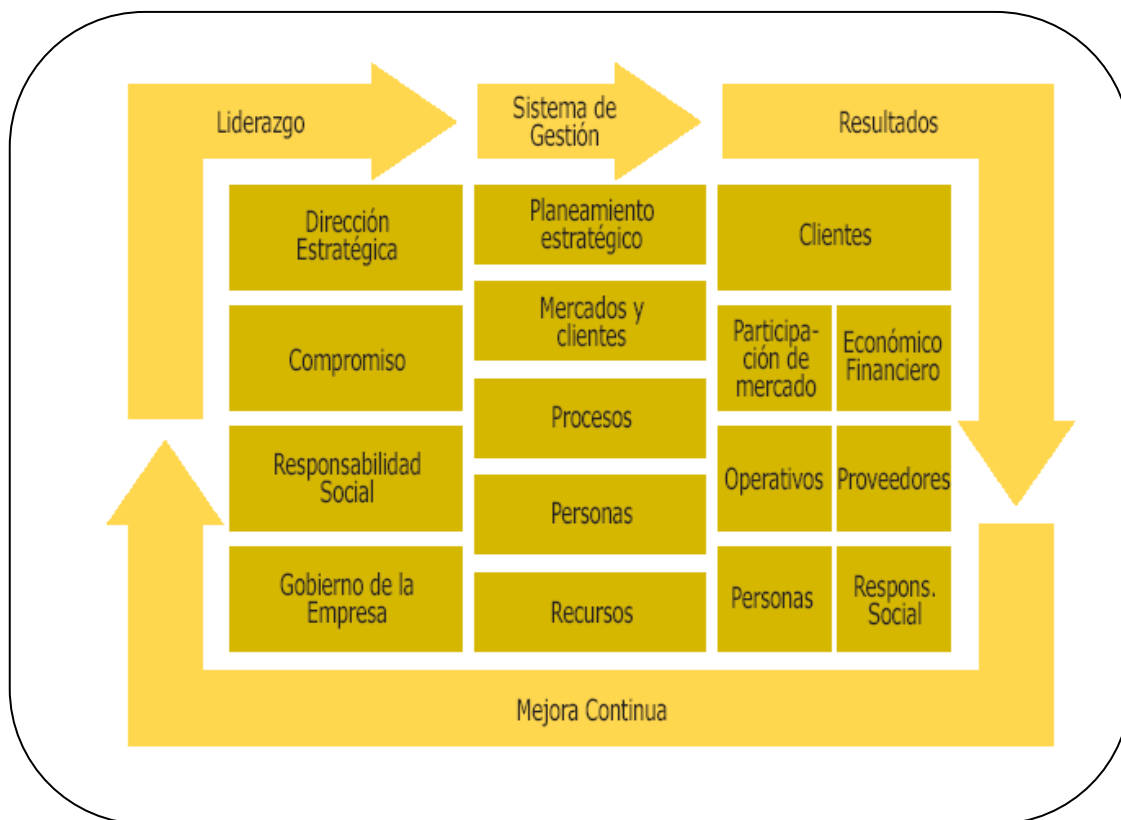 Liderazgo
Sistema de
Gestión
Resultados
Dirección
Estratégica
Compromiso
Responsabilidad
Social
Gobierno de la
Empresa
Planeamiento
estratégico
Mercados y
clientes
Procesos
Personas
Recursos
Clientes
Participa-
ción de
mercado
Económico
Financiero
Operativos
Proveedores
Personas
Respons.
Social
Mejora Continua